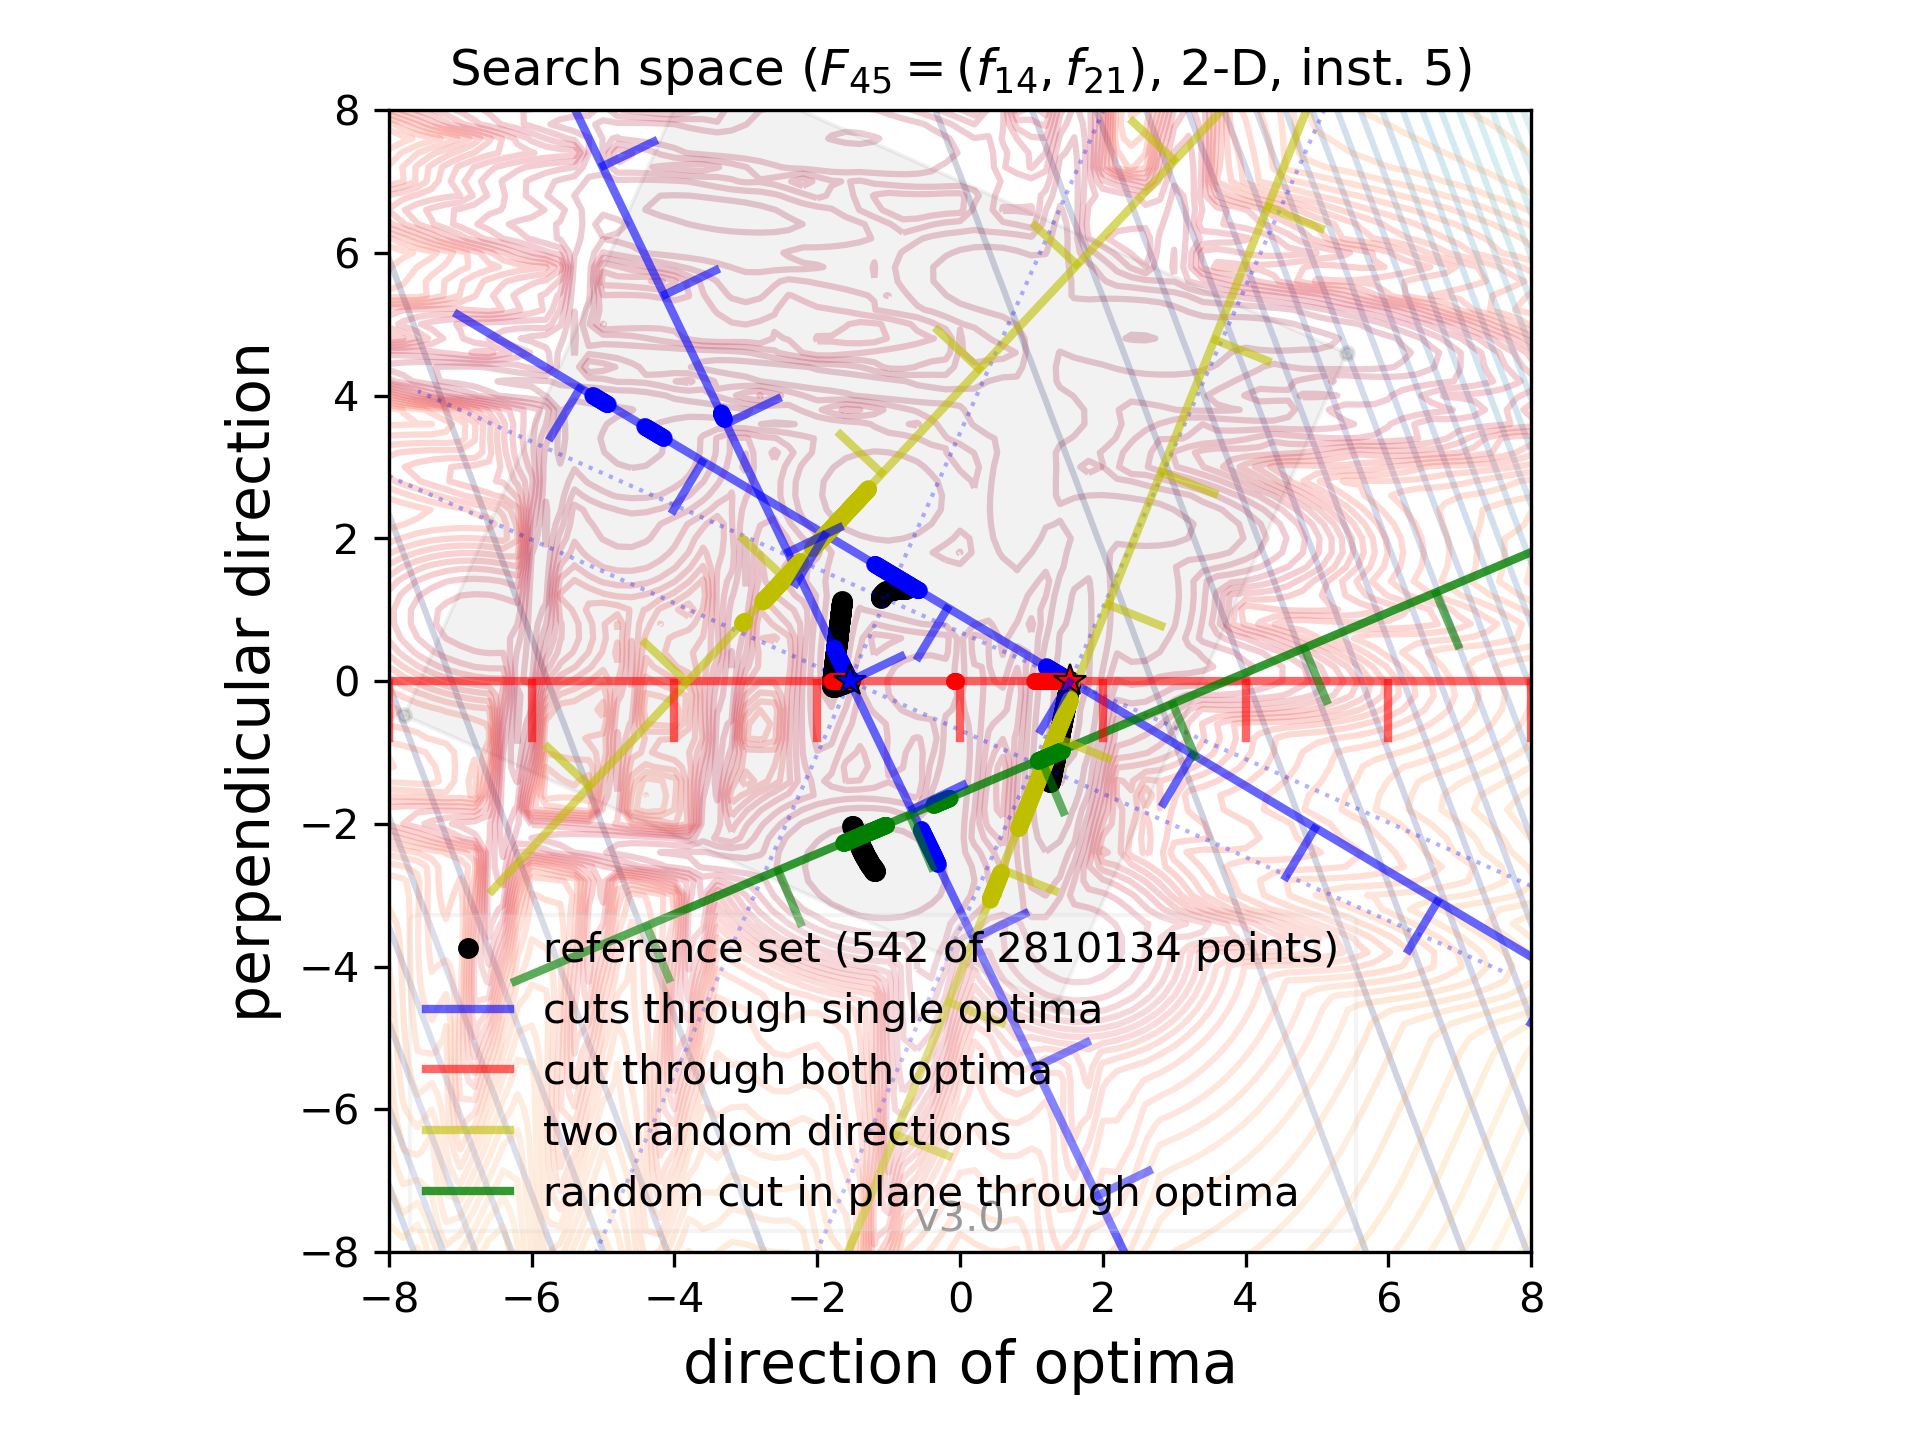 Search space (F45 = (f14, f21), 2-D, inst. 5)
8
6
4
2
0
−2
−4
−6
−8
perpendicular direction
reference set (542 of 2810134 points)
cuts through single optima
cut through both optima
two random directions
random cut in plane through optima
v3.0
−8 −6 −4 −2 0 2 4 6 8
direction of optima